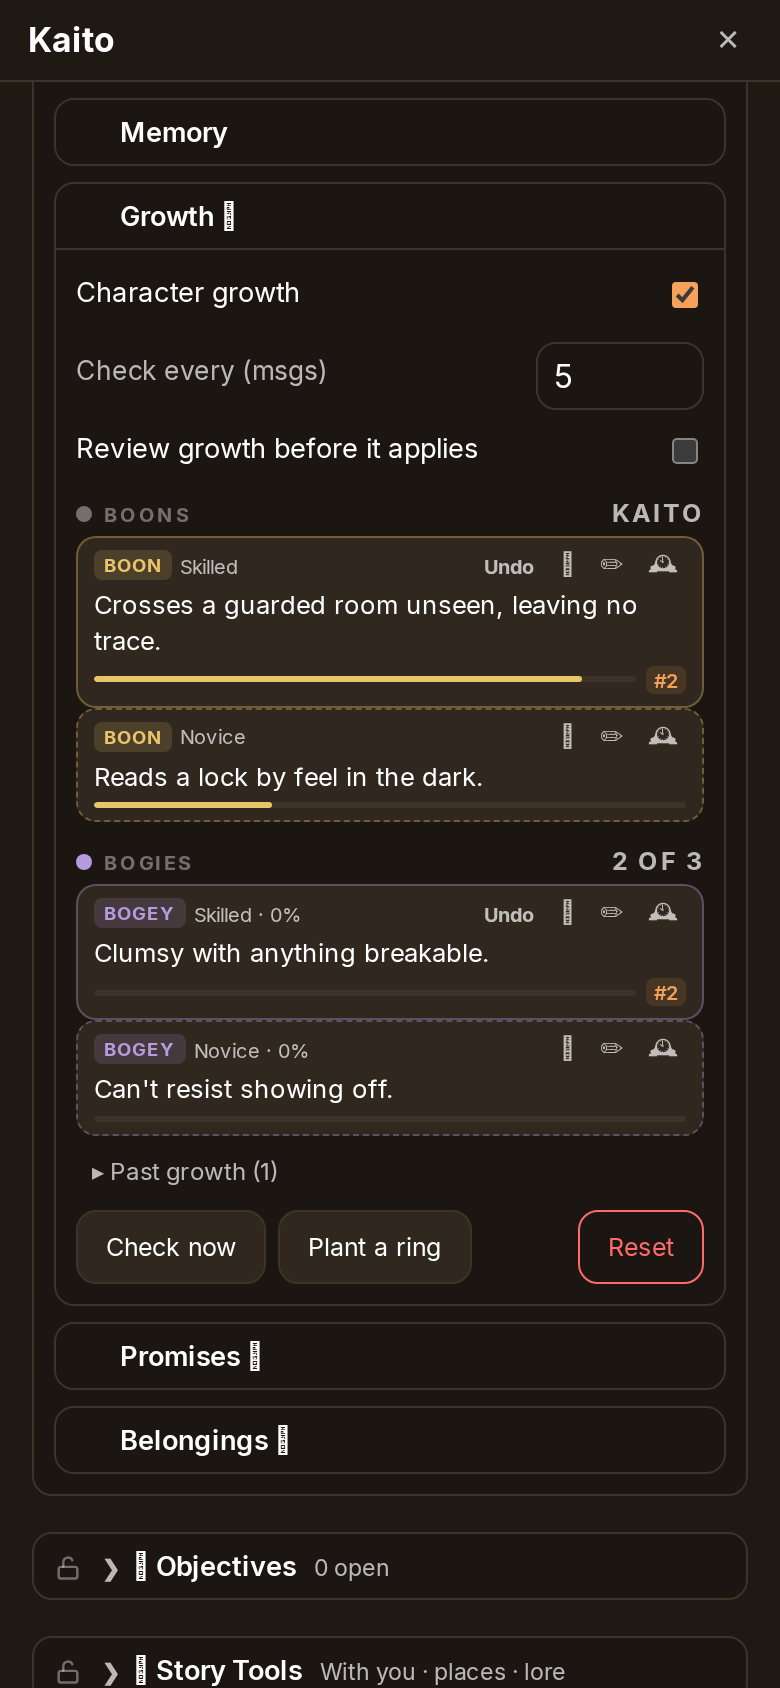 Kaito
Memory
Growth
Character growth
Check every (msgs) 5
Review growth before it applies
BOONS KAITO
BOON Skilled Undo
Crosses a guarded room unseen, leaving no
trace.
#2
BOON Novice
Reads a lock by feel in the dark.
BOGIES 2 OF 3
BOGEY Skilled · 0% Undo
Clumsy with anything breakable.
#2
BOGEY Novice · 0%
Can't resist showing off.
▸ Past growth (1)
Check now Plant a ring Reset
Promises
Belongings
Objectives 0 open
Story Tools With you · places · lore